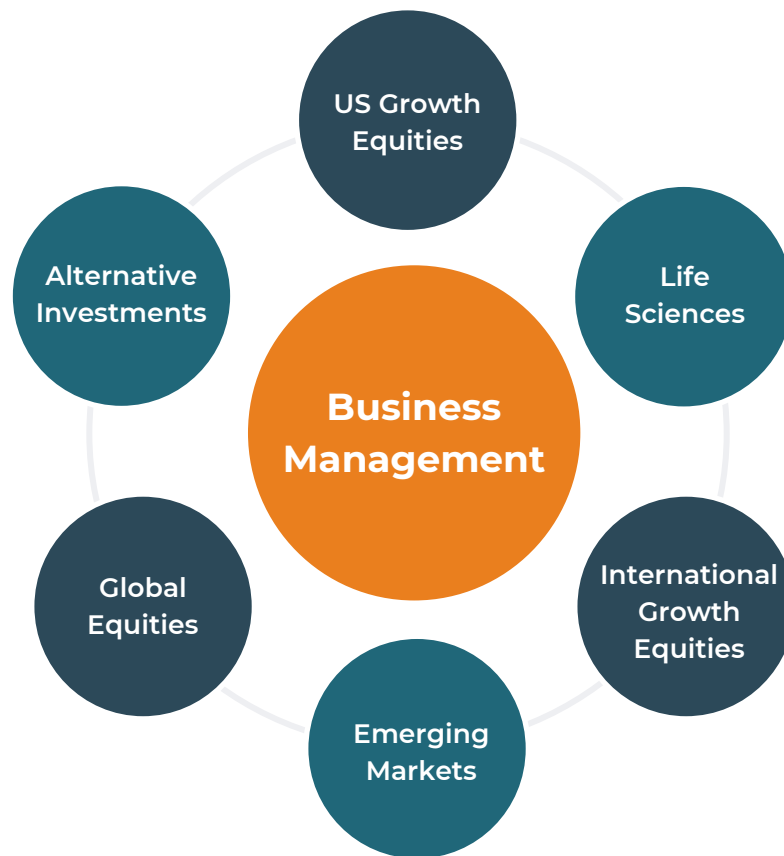 US Growth
Equities
Life
Sciences
International
Growth
Equities
Emerging
Markets
Global
Equities
Alternative
Investments
Business
Management